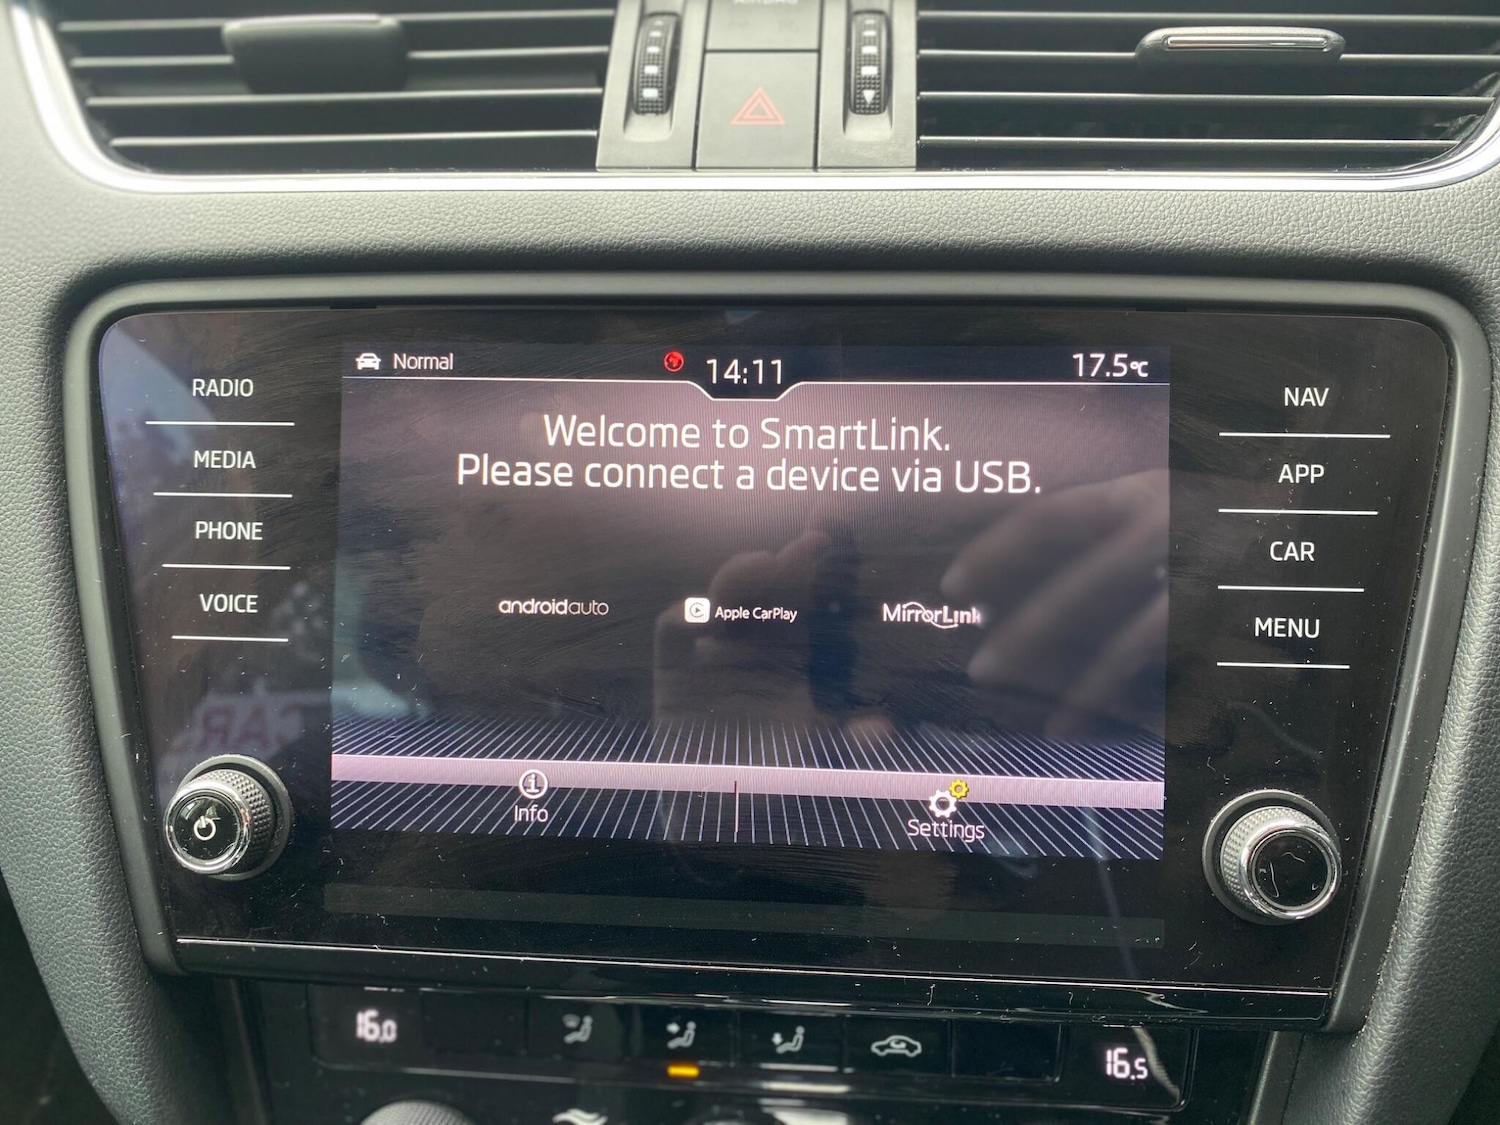 Normal
14:11
17.5°C
RADIO
MEDIA
PHONE
VOICE
Welcome to SmartLink.
Please connect a device via USB.
androidauto
Apple CarPlay
MirrorLink
Info
Settings
NAV
APP
CAR
MENU
16.0
16.5